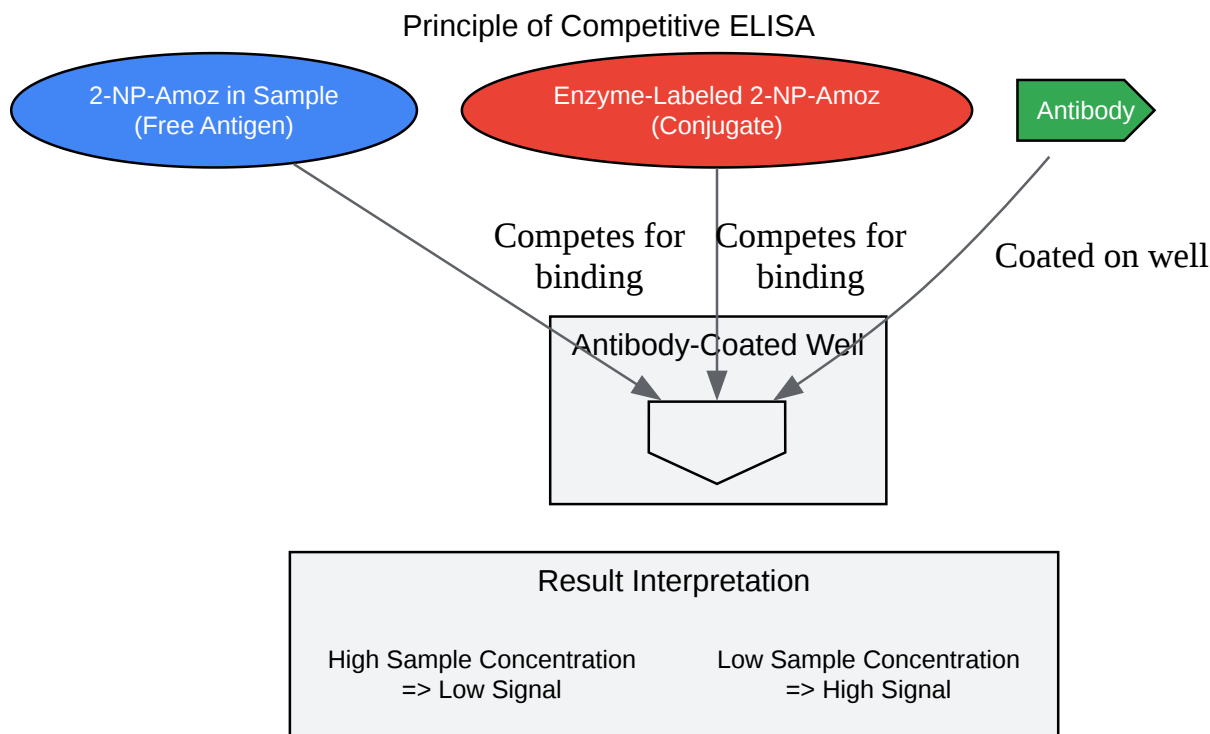 Principle of Competitive ELISA
2-NP-Amoz in Sample
(Free Antigen)
Enzyme-Labeled 2-NP-Amoz
(Conjugate)
Antibody
Competes for
binding
Competes for
binding
Coated on well
Antibody-Coated Well
Result Interpretation
High Sample Concentration
=> Low Signal
Low Sample Concentration
=> High Signal